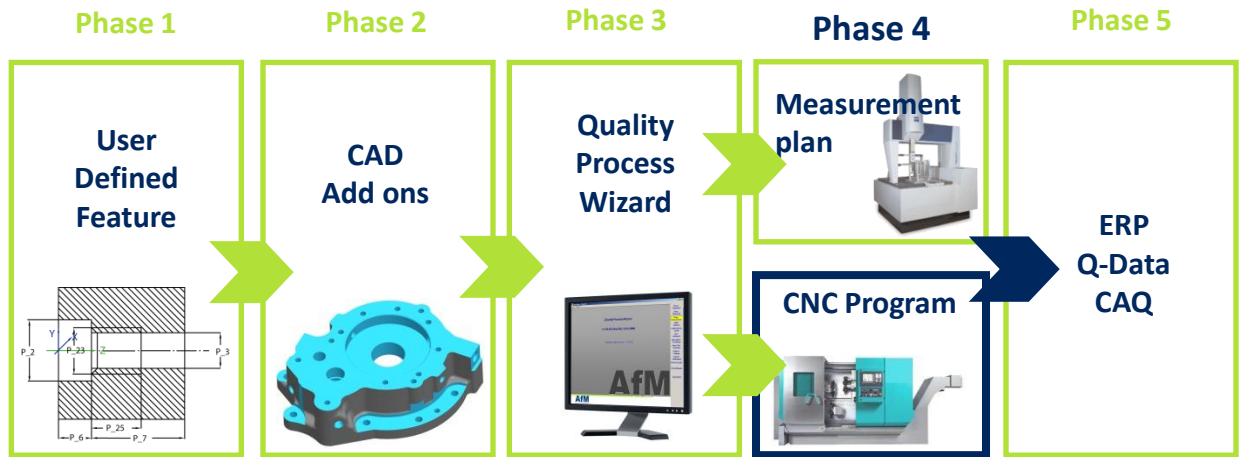 Phase 1
Phase 2
Phase 3
Phase 4
Phase 5
User
Defined
Feature
P_2
Y
X
P_23
Z
P_3
P_25
P_6
P_7
CAD
Add ons
Quality
Process
Wizard
AfM
AfM
Measurement
plan
CNC Program
ERP
Q-Data
CAQ